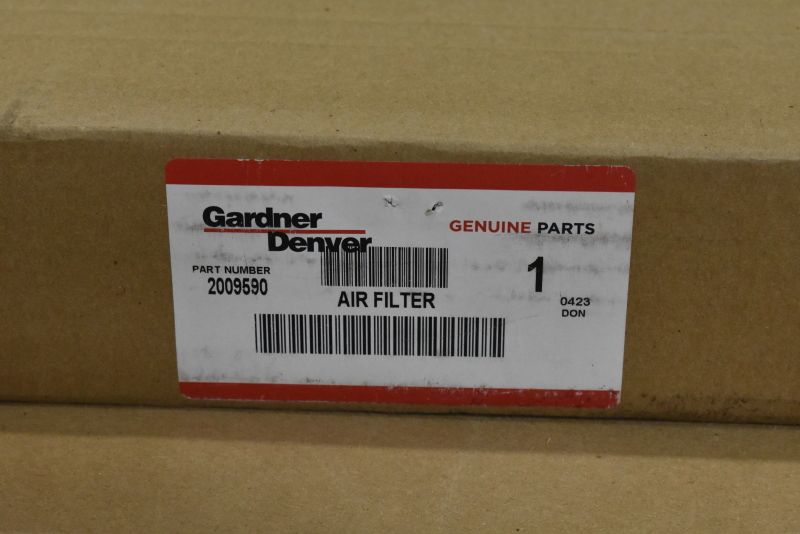 Gardner
Denver
GENUINE PARTS
PART NUMBER
2009590
1
AIR FILTER
0423
DON